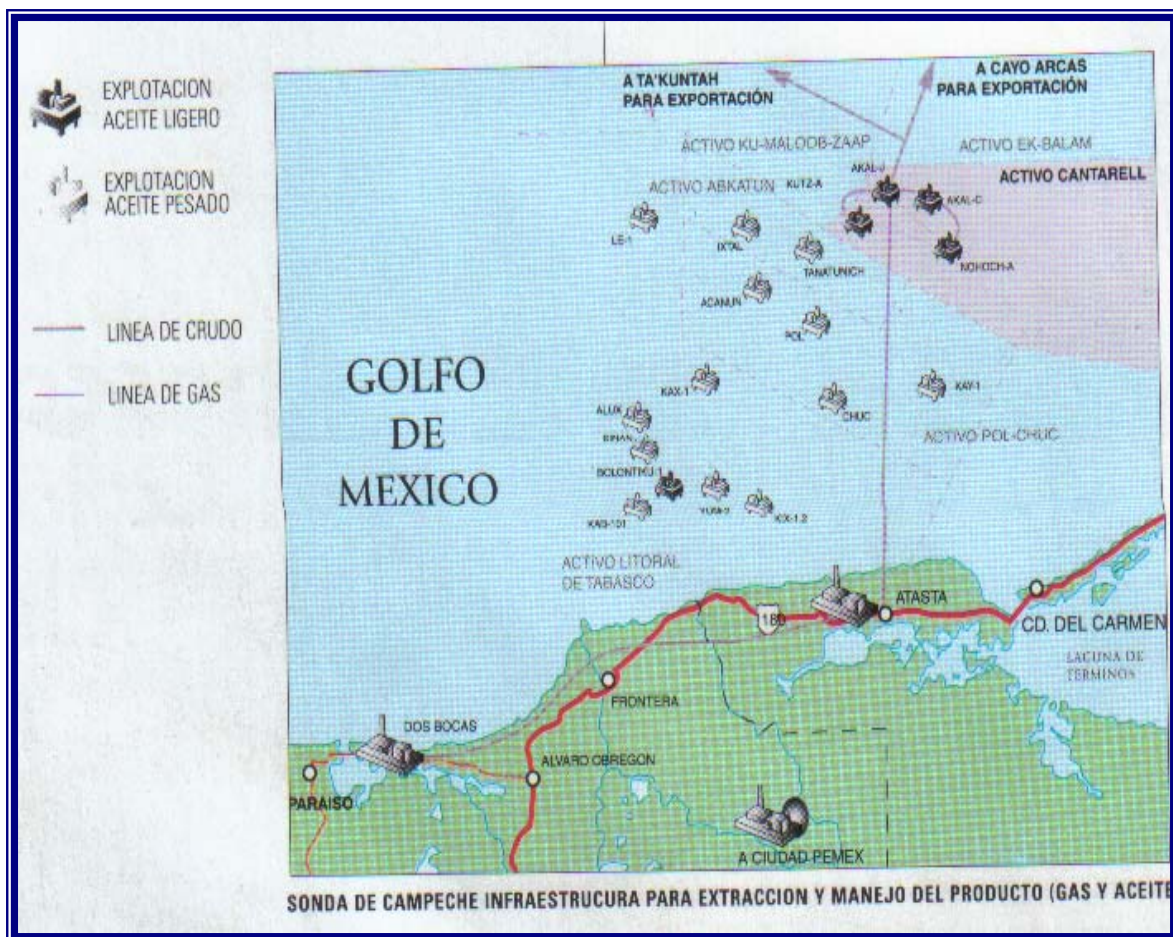 EXPLOTACION
ACEITE LIGERO
EXPLOTACION
ACEITE PESADO
LINEA DE CRUDO
LINEA DE GAS
A TA'KUNTAH
PARA EXPORTACIÓN
A CAYO ARCAS
PARA EXPORTACIÓN
ACTIVO KU-MALOOB-ZAAP
ACTIVO EK-BALAM
ACTIVO CANTARELL
ACTIVO ABKATUN
KUTZ-A
AKAL-J
AKAL-C
LE-1
IXTAL
TANATUNICH
NOHOCH-A
ACANUN
POL
GOLFO
DE
MEXICO
KAX-1
KAY-1
ALUX
CHUC
SINAN
ACTIVO POL-CHUC
BOLONTIKU-1
KAB-101
YUM-2
KIX-1,2
ACTIVO LITORAL
DE TABASCO
180
ATASTA
CD. DEL CARMEN
LAGUNA DE
TERMINOS
FRONTERA
DOS BOCAS
ALVARO OBREGON
PARAISO
A CIUDAD PEMEX
SONDA DE CAMPECHE INFRAESTRUCURA PARA EXTRACCION Y MANEJO DEL PRODUCTO (GAS Y ACEITE